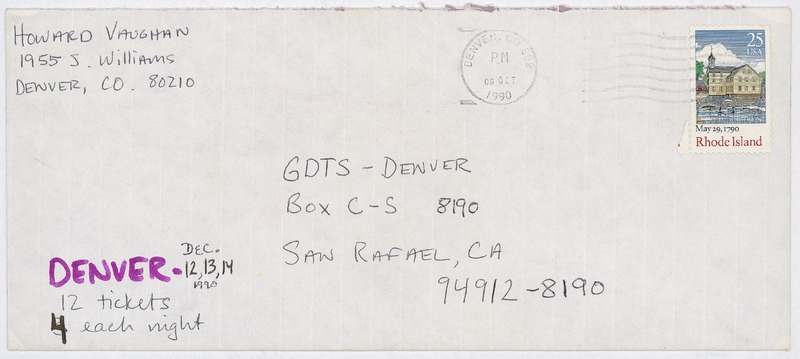 HOWARD VAUGHAN
1955 S. Williams
DENVER, CO. 80210
DENVER, CO 802
PM
06 OCT
1990
25
USA
May 29, 1790
Rhode Island
GDTS - DENVER
Box C-S 8190
SAN RAFAEL, CA
94912-8190
DEC.
DENVER - 12, 13, 14
1990
12 tickets
4 each night